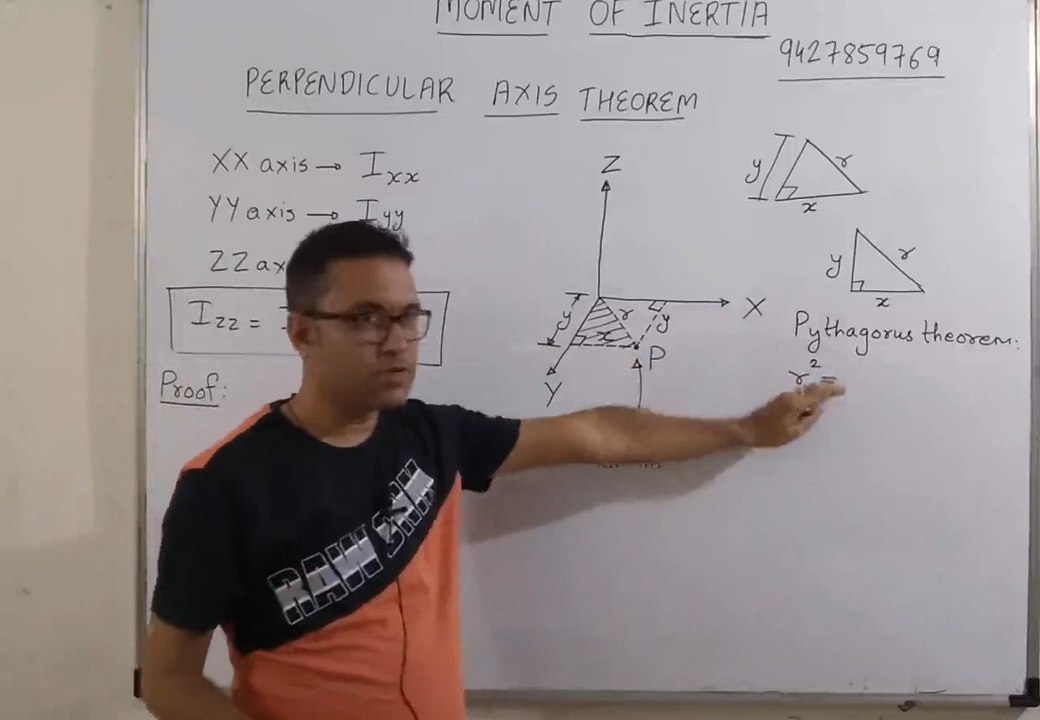 MOMENT OF INERTIA
9427859769
PERPENDICULAR AXIS THEOREM
XX axis → Ixx
YY axis → Iyy
ZZ ax
Izz =
Proof:
Z
X
Y
y
r
x
y
P
y
r
x
y
r
x
Pythagorus theorem:
r² =
RAW